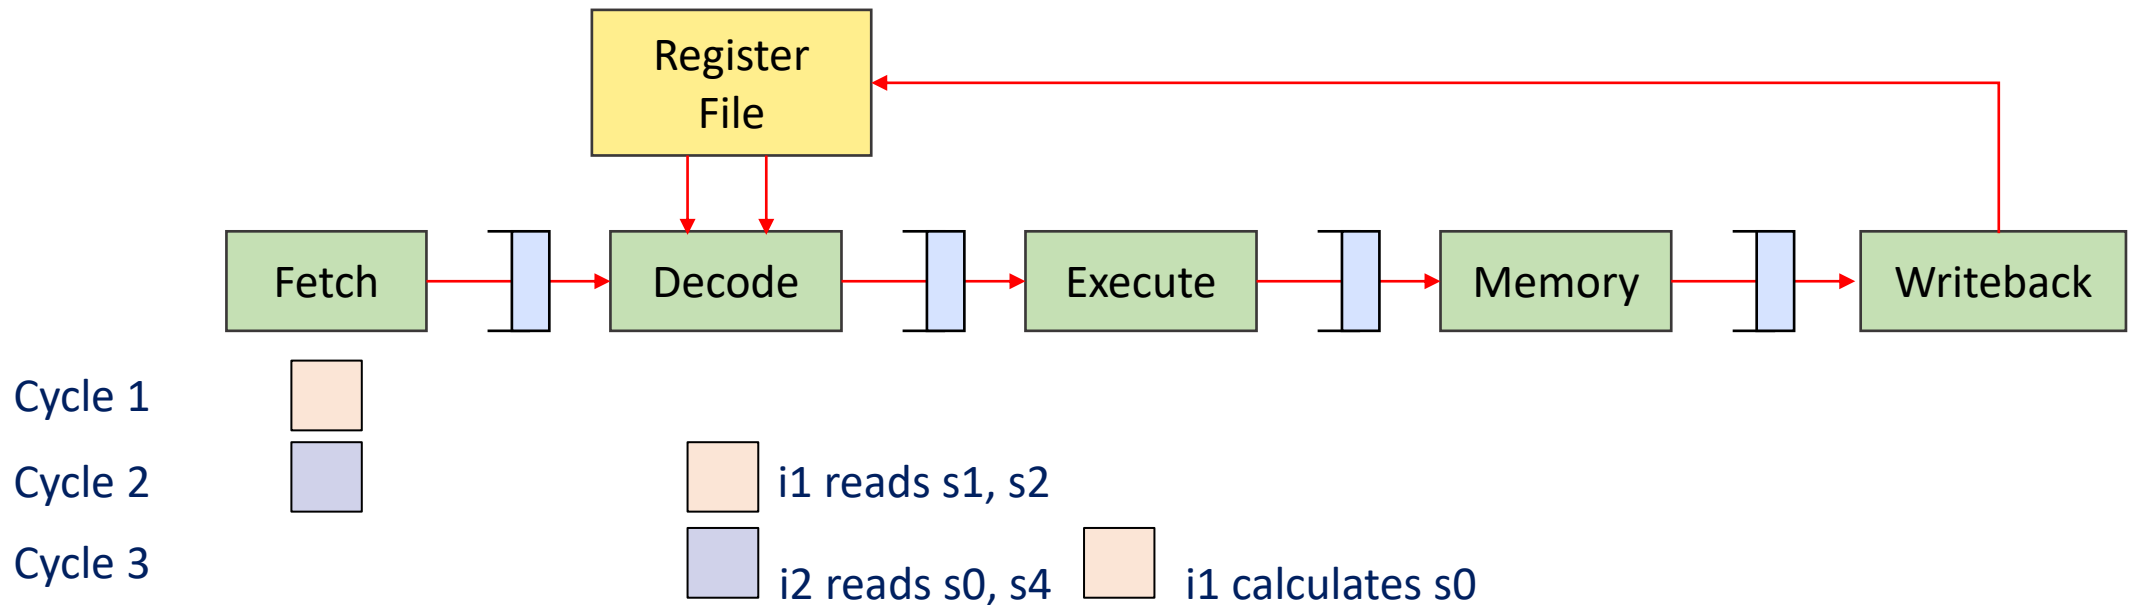 Register
File
Fetch
Decode
Execute
Memory
Writeback
Cycle 1
Cycle 2
i1 reads s1, s2
Cycle 3
i2 reads s0, s4
i1 calculates s0